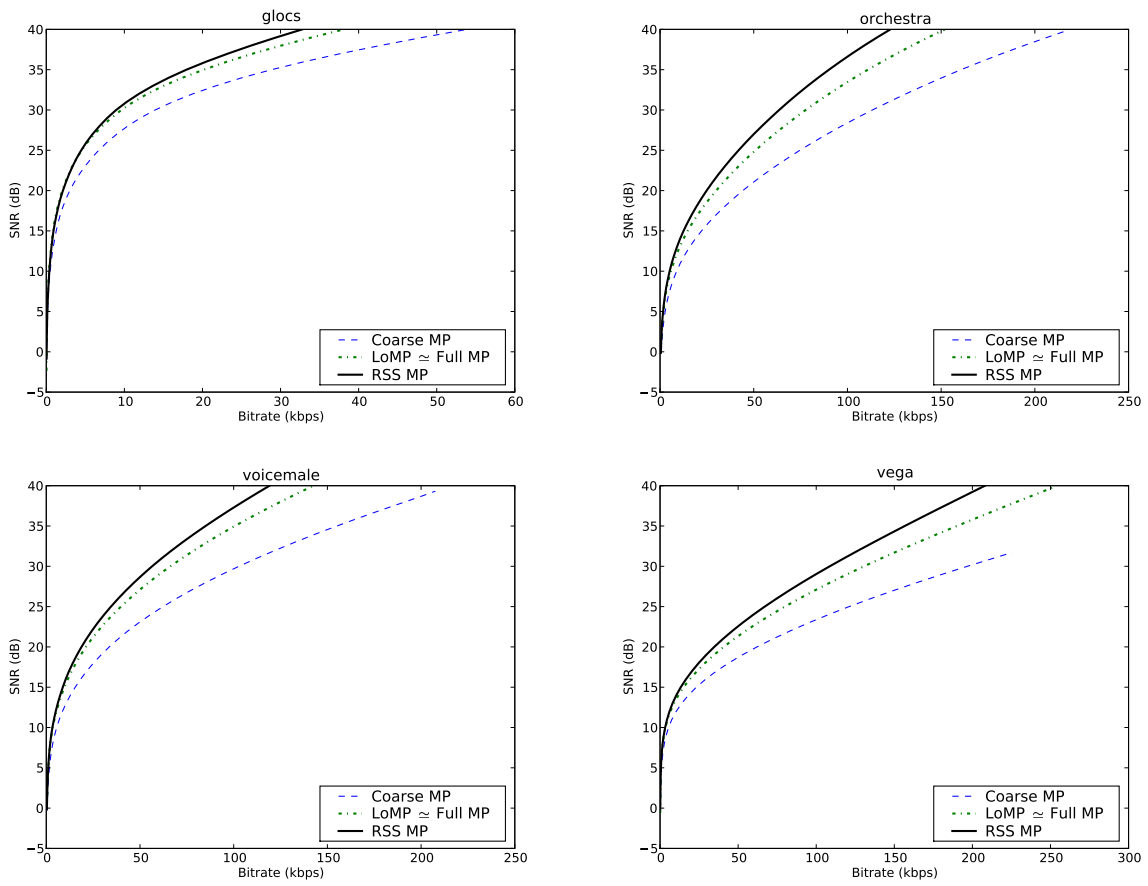 glocs
40
35
30
25
20
15
10
5
0
−5
SNR (dB)
0 10 20 30 40 50 60
Bitrate (kbps)
Coarse MP
LoMP ≃ Full MP
RSS MP
orchestra
40
35
30
25
20
15
10
5
0
−5
SNR (dB)
0 50 100 150 200 250
Bitrate (kbps)
Coarse MP
LoMP ≃ Full MP
RSS MP
voicemale
40
35
30
25
20
15
10
5
0
−5
SNR (dB)
0 50 100 150 200 250
Bitrate (kbps)
Coarse MP
LoMP ≃ Full MP
RSS MP
vega
40
35
30
25
20
15
10
5
0
−5
SNR (dB)
0 50 100 150 200 250 300
Bitrate (kbps)
Coarse MP
LoMP ≃ Full MP
RSS MP